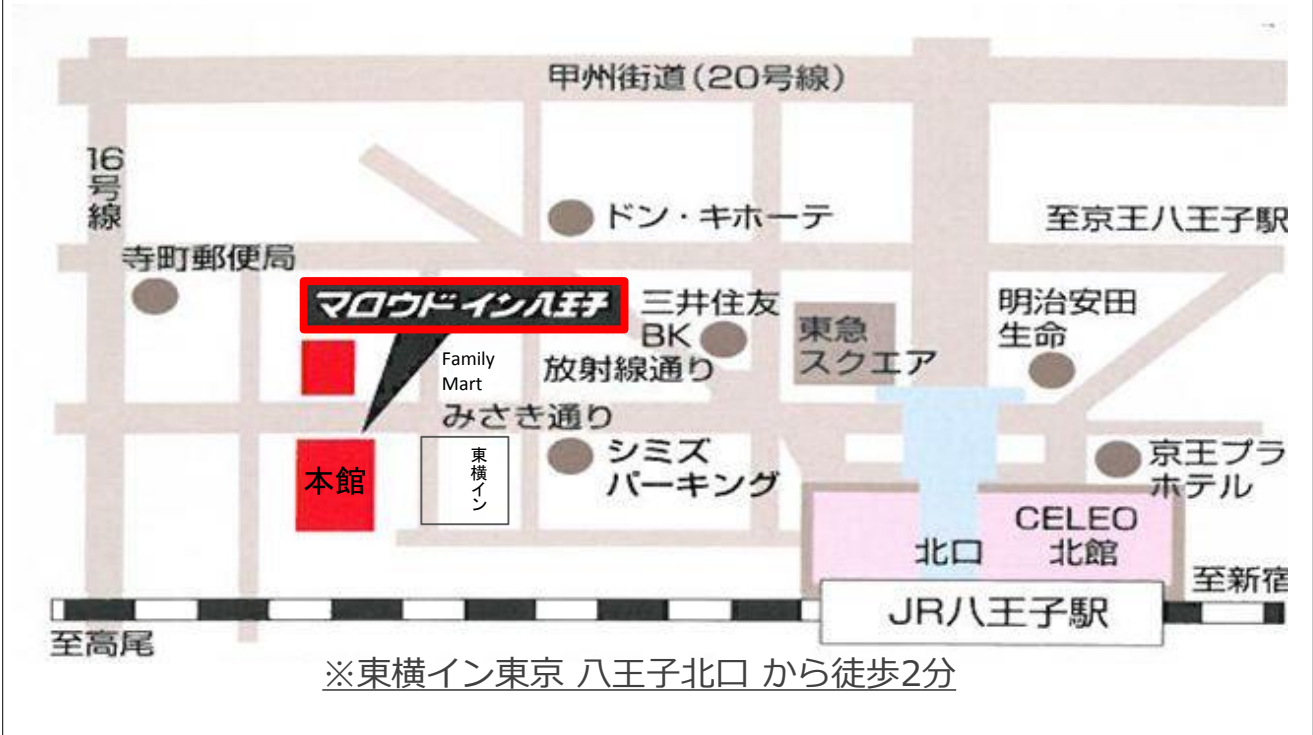 甲州街道(20号線)
16
号
線
ドン・キホーテ
至京王八王子駅
寺町郵便局
マロウドイン八王子
三井住友
BK
東急
スクエア
明治安田
生命
Family
Mart
放射線通り
みさき通り
本館
東横イン
シミズ
パーキング
京王プラ
ホテル
CELEO
北口
北館
至新宿
JR八王子駅
至高尾
※東横イン東京 八王子北口 から徒歩2分